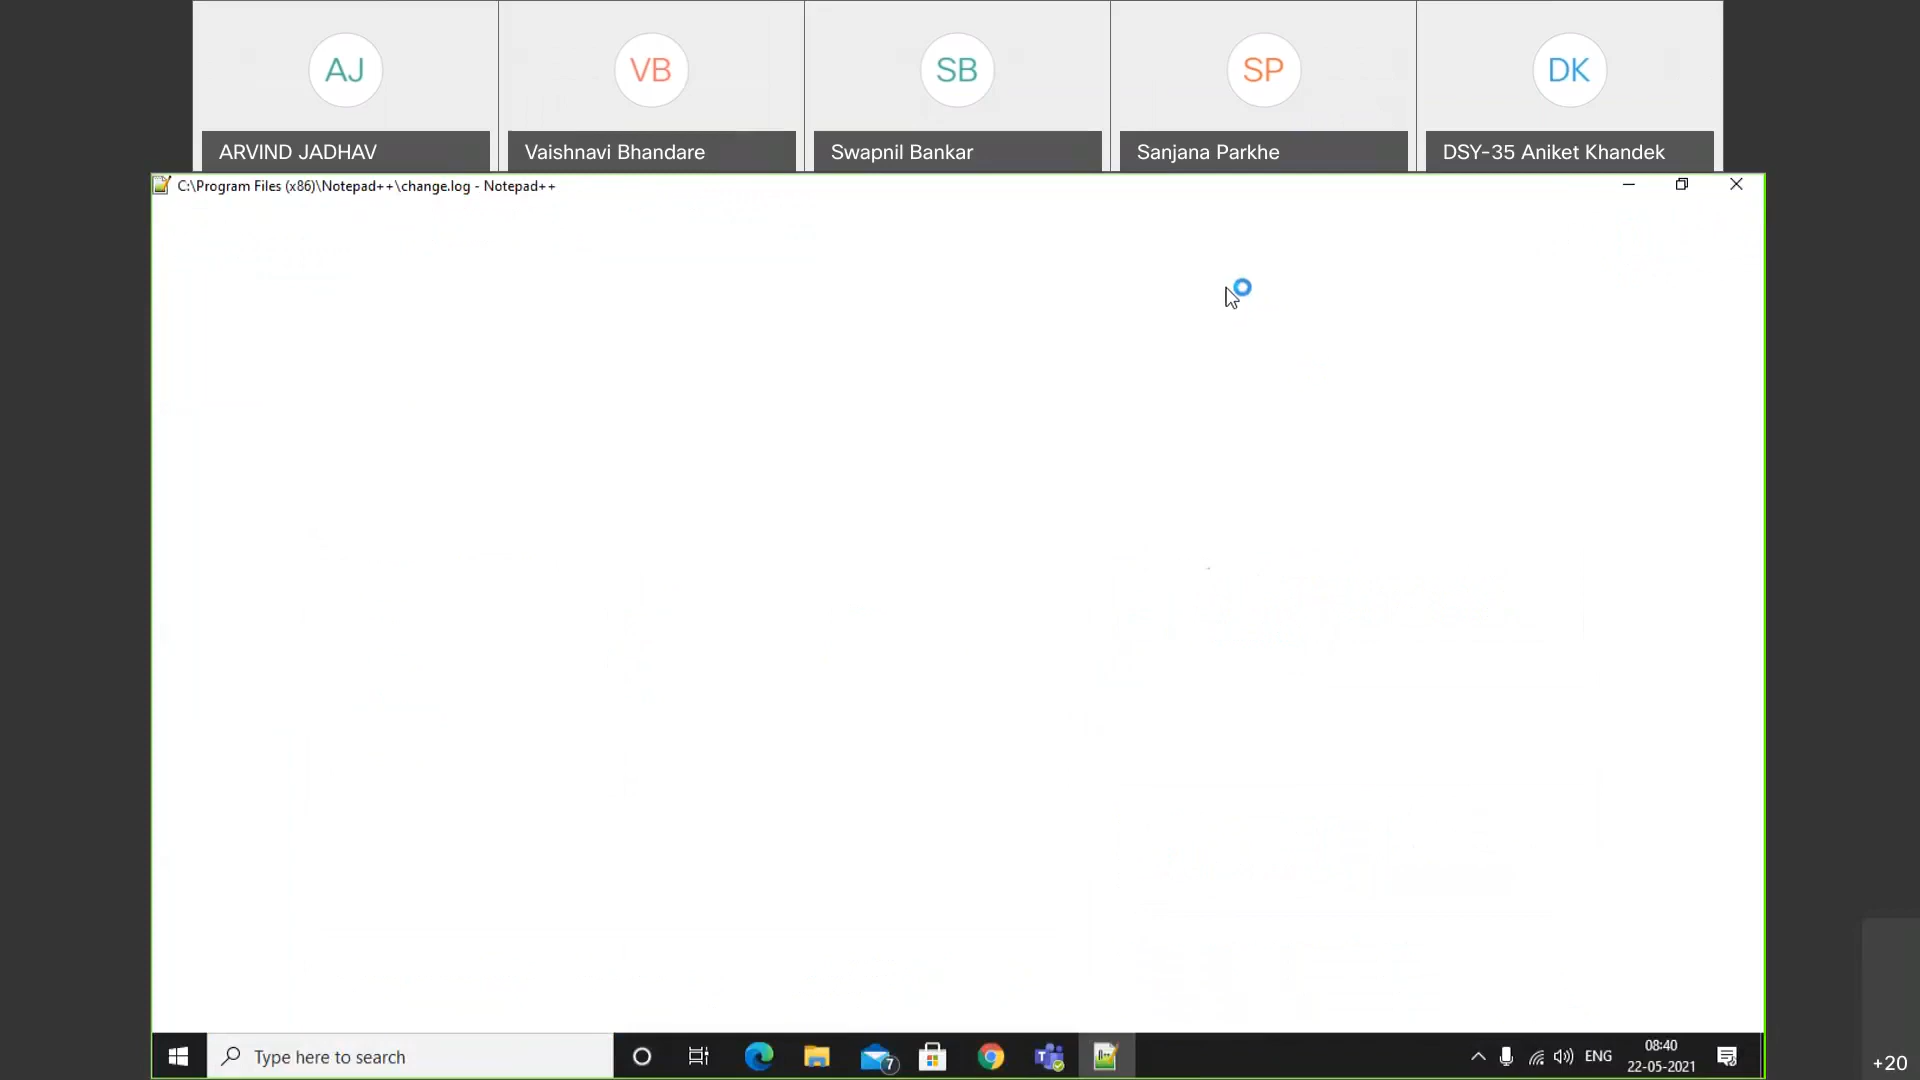 AJ
VB
SB
SP
DK
ARVIND JADHAV
Vaishnavi Bhandare
Swapnil Bankar
Sanjana Parkhe
DSY-35 Aniket Khandek
C:\Program Files (x86)\Notepad++\change.log - Notepad++
Type here to search
7
ENG
08:40
22-05-2021
+20